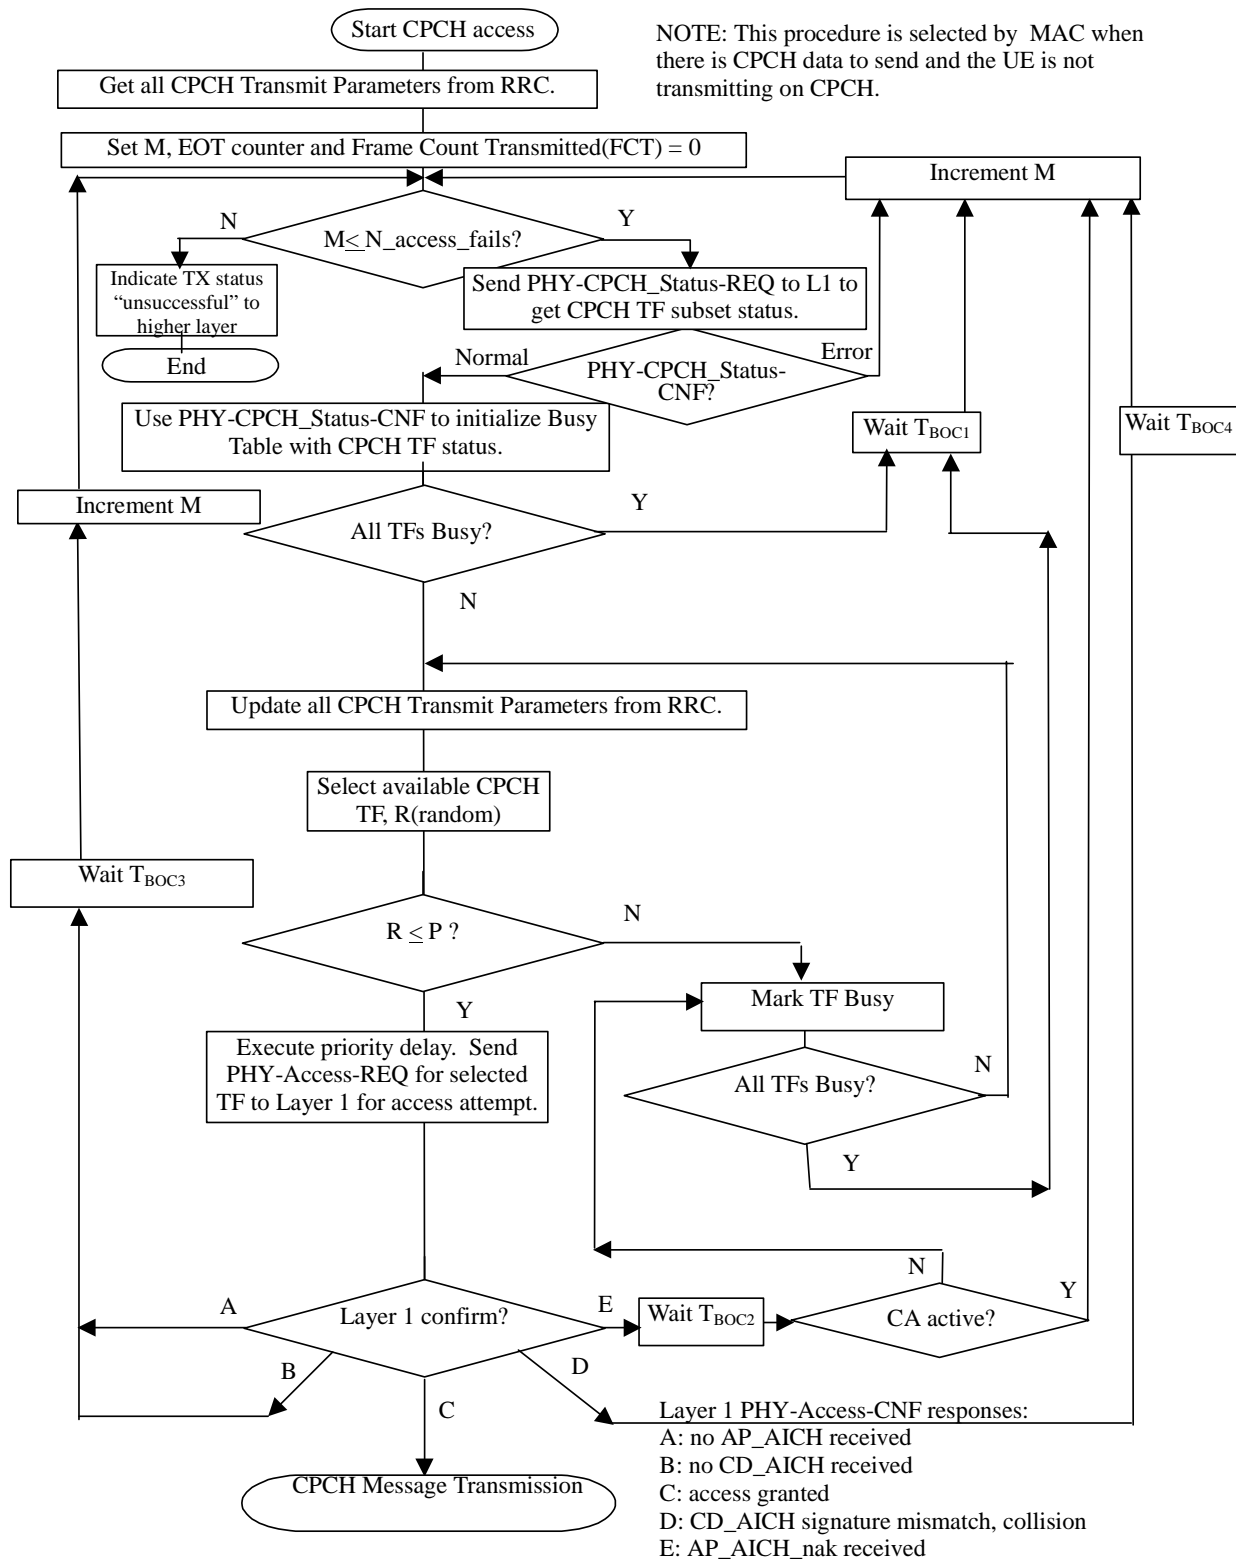 Start CPCH access
NOTE: This procedure is selected by MAC when
there is CPCH data to send and the UE is not
transmitting on CPCH.
Get all CPCH Transmit Parameters from RRC.
Set M, EOT counter and Frame Count Transmitted(FCT) = 0
Increment M
N
Y
M≤ N_access_fails?
Indicate TX status
“unsuccessful” to
higher layer
End
Send PHY-CPCH_Status-REQ to L1 to
get CPCH TF subset status.
Normal
Error
PHY-CPCH_Status-
CNF?
Use PHY-CPCH_Status-CNF to initialize Busy
Table with CPCH TF status.
Wait TBOC1
Wait TBOC4
Increment M
Y
All TFs Busy?
N
Update all CPCH Transmit Parameters from RRC.
Select available CPCH
TF, R(random)
Wait TBOC3
R ≤ P ?
N
Y
Mark TF Busy
Execute priority delay. Send
PHY-Access-REQ for selected
TF to Layer 1 for access attempt.
All TFs Busy?
N
Y
N
Y
A
Layer 1 confirm?
E
Wait TBOC2
CA active?
B
D
C
CPCH Message Transmission
Layer 1 PHY-Access-CNF responses:
A: no AP_AICH received
B: no CD_AICH received
C: access granted
D: CD_AICH signature mismatch, collision
E: AP_AICH_nak received